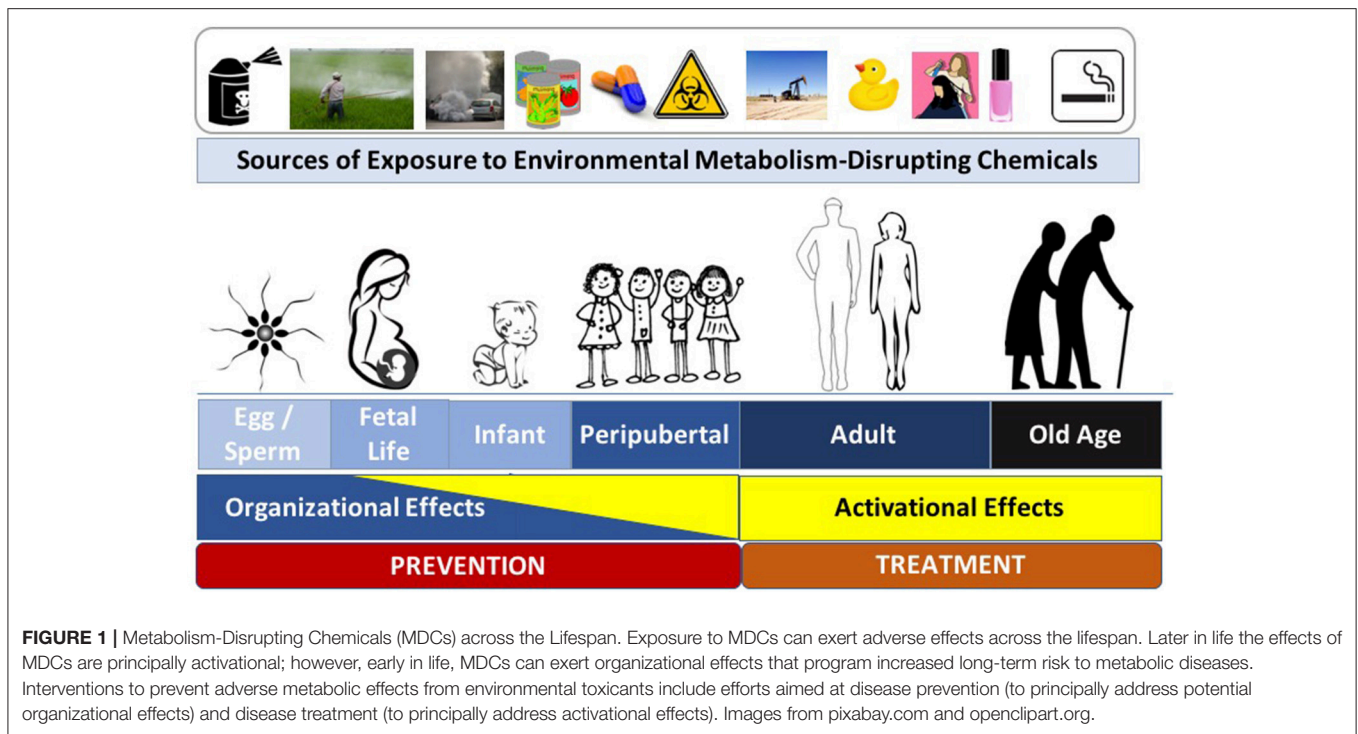 Sources of Exposure to Environmental Metabolism-Disrupting Chemicals
Egg /
Sperm
Fetal
Life
Infant
Peripubertal
Adult
Old Age
Organizational Effects
Activational Effects
PREVENTION
TREATMENT
FIGURE 1 | Metabolism-Disrupting Chemicals (MDCs) across the Lifespan. Exposure to MDCs can exert adverse effects across the lifespan. Later in life the effects of
MDCs are principally activational; however, early in life, MDCs can exert organizational effects that program increased long-term risk to metabolic diseases.
Interventions to prevent adverse metabolic effects from environmental toxicants include efforts aimed at disease prevention (to principally address potential
organizational effects) and disease treatment (to principally address activational effects). Images from pixabay.com and openclipart.org.